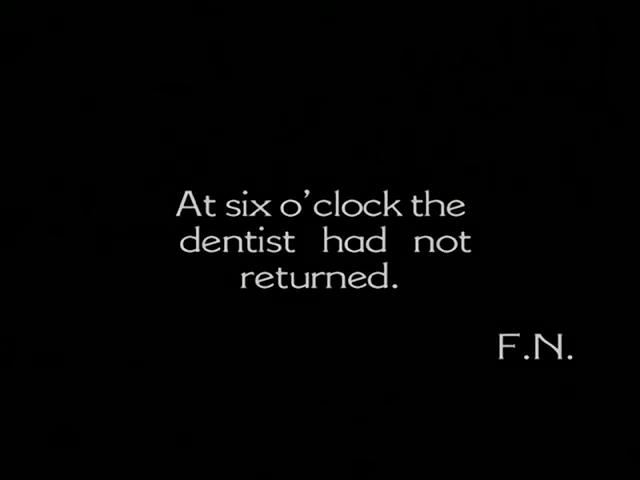 At six o'clock the
dentist had not
returned.
F.N.